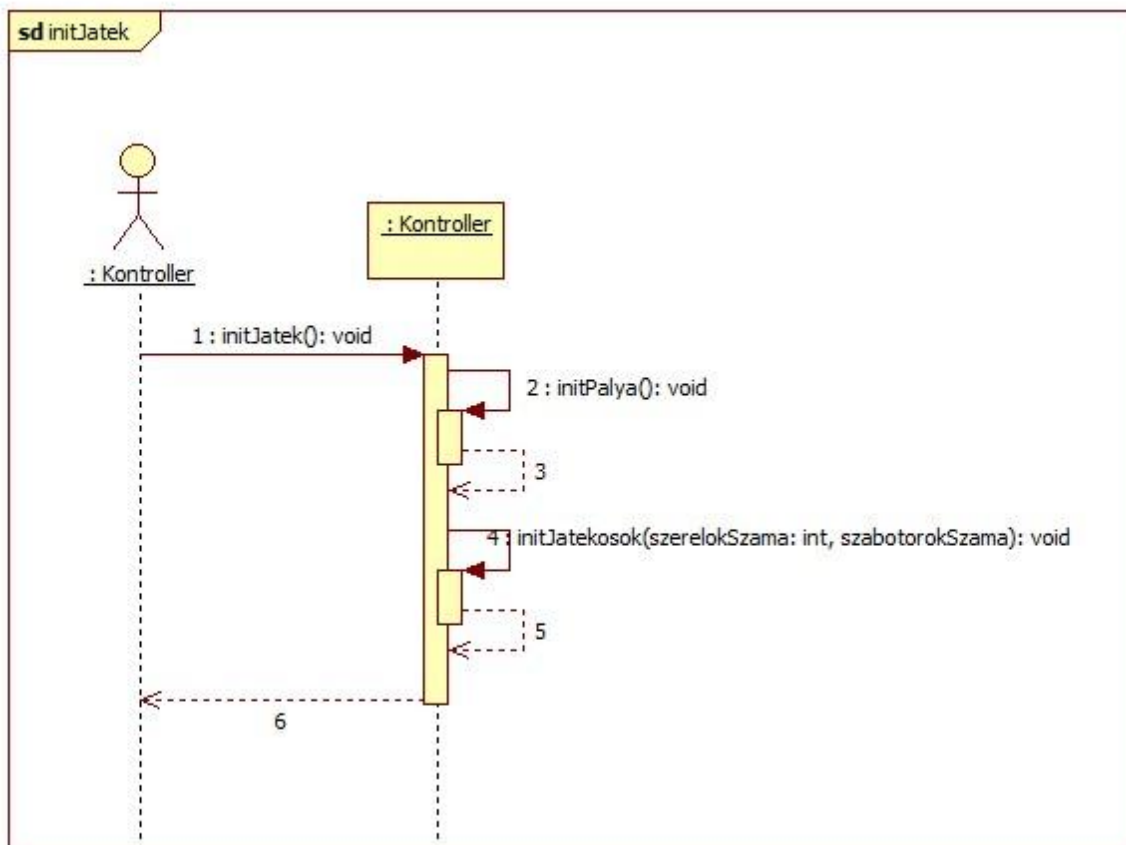 sd initJatek
: Kontroller
: Kontroller
1 : initJatek(): void
2 : initPalya(): void
3
4 : initJatekosok(szerelokSzama: int, szabotorokSzama): void
5
6